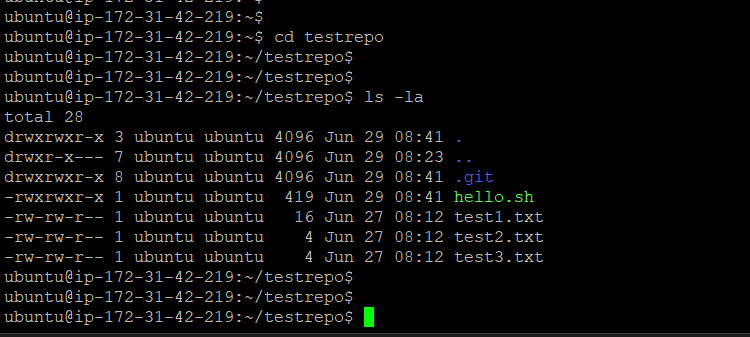 ubuntu@ip-172-31-42-219:~$
ubuntu@ip-172-31-42-219:~$
ubuntu@ip-172-31-42-219:~$ cd testrepo
ubuntu@ip-172-31-42-219:~/testrepo$
ubuntu@ip-172-31-42-219:~/testrepo$
ubuntu@ip-172-31-42-219:~/testrepo$ ls -la
total 28
drwxrwxr-x 3 ubuntu ubuntu 4096 Jun 29 08:41 .
drwxr-x--- 7 ubuntu ubuntu 4096 Jun 29 08:23 ..
drwxrwxr-x 8 ubuntu ubuntu 4096 Jun 29 08:41 .git
-rwxrwxr-x 1 ubuntu ubuntu  419 Jun 29 08:41 hello.sh
-rw-rw-r-- 1 ubuntu ubuntu   16 Jun 27 08:12 test1.txt
-rw-rw-r-- 1 ubuntu ubuntu    4 Jun 27 08:12 test2.txt
-rw-rw-r-- 1 ubuntu ubuntu    4 Jun 27 08:12 test3.txt
ubuntu@ip-172-31-42-219:~/testrepo$
ubuntu@ip-172-31-42-219:~/testrepo$
ubuntu@ip-172-31-42-219:~/testrepo$